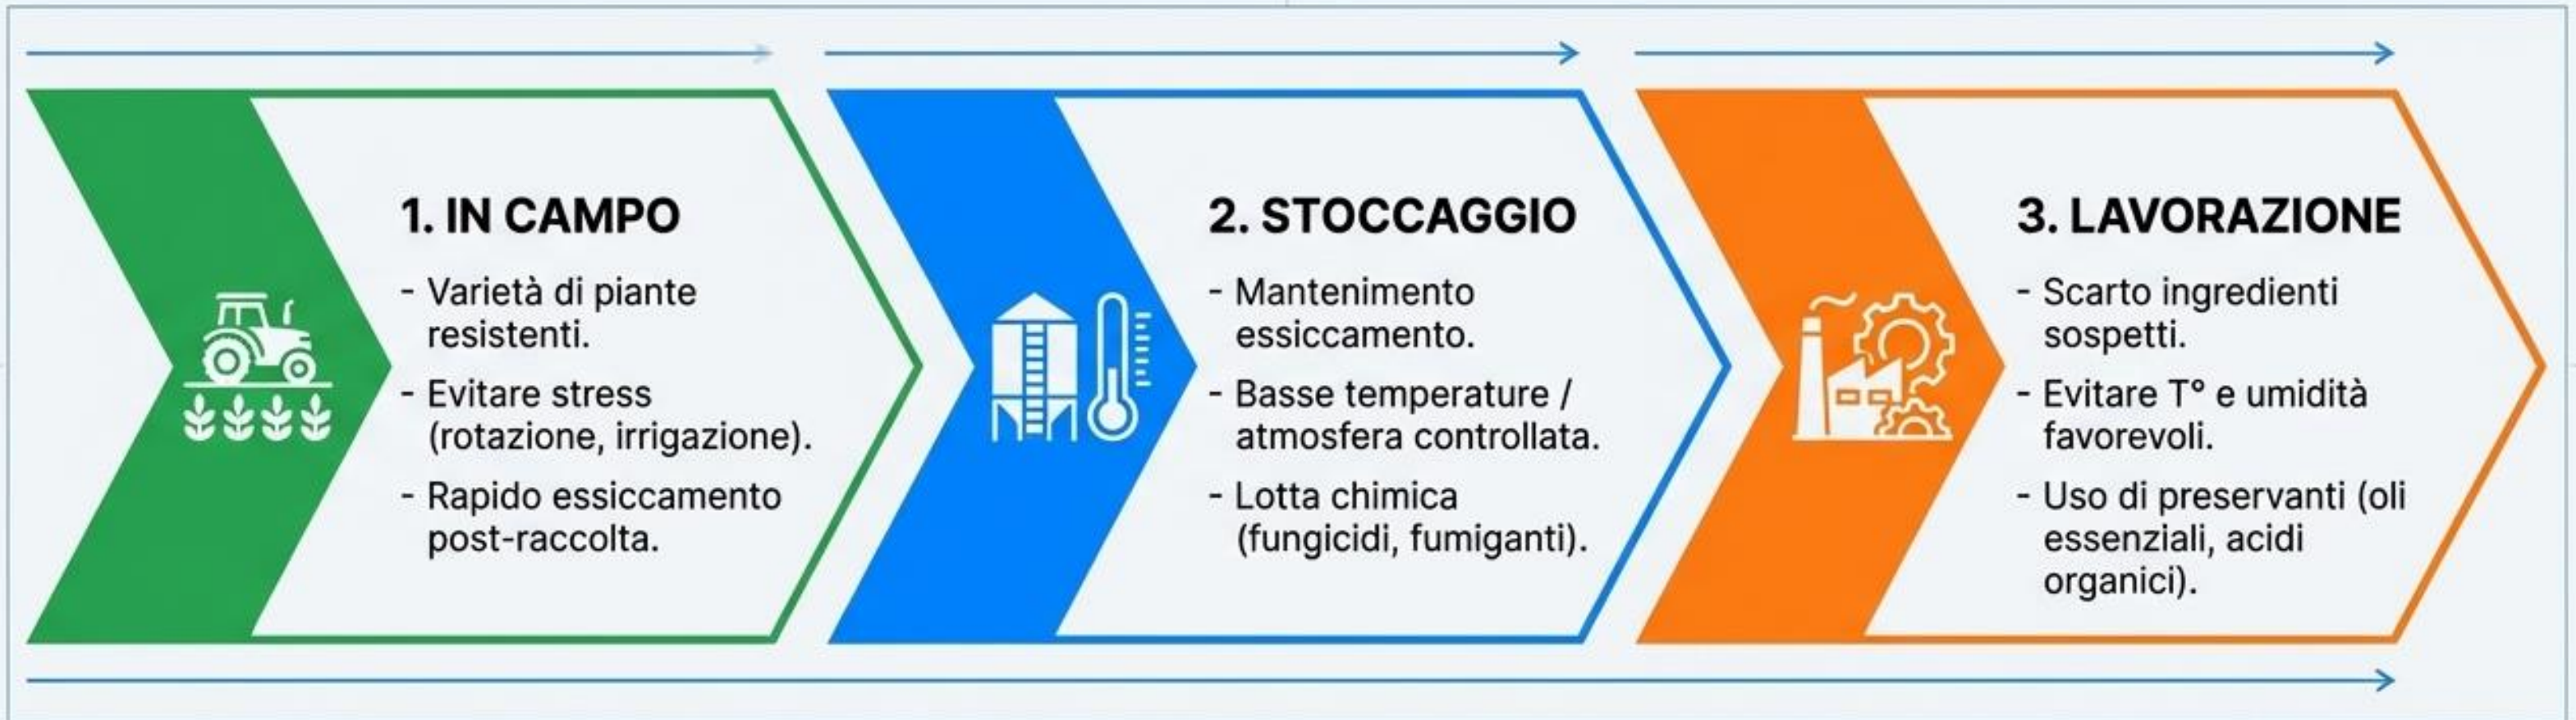 1. IN CAMPO
- Varietà di piante
resistenti.
- Evitare stress
(rotazione, irrigazione).
- Rapido essiccamento
post-raccolta.
2. STOCCAGGIO
- Mantenimento
essiccamento.
- Basse temperature /
atmosfera controllata.
- Lotta chimica
(fungicidi, fumiganti).
3. LAVORAZIONE
- Scarto ingredienti
sospetti.
- Evitare T° e umidità
favorevoli.
- Uso di preservanti (oli
essenziali, acidi
organici).